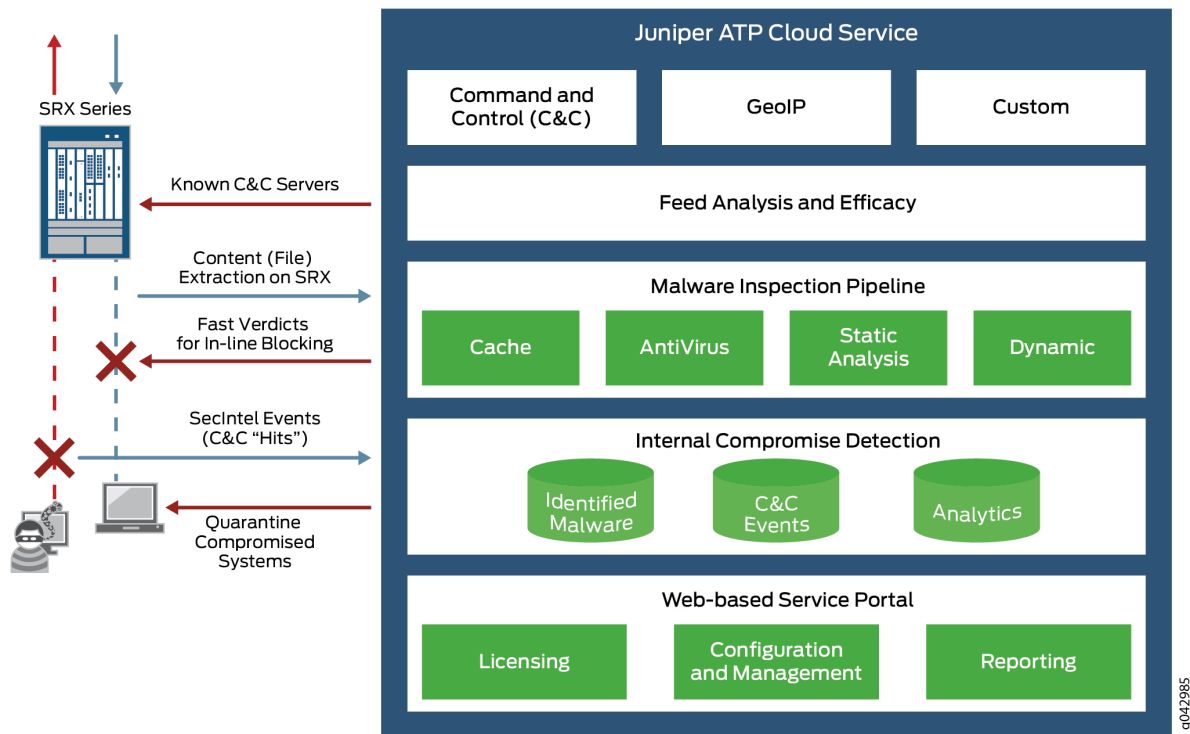 Juniper ATP Cloud Service
SRX Series
Command and
Control (C&C)
GeoIP
Custom
Known C&C Servers
Feed Analysis and Efficacy
Content (File)
Extraction on SRX
Malware Inspection Pipeline
Fast Verdicts
for In-line Blocking
Cache
AntiVirus
Static
Analysis
Dynamic
SecIntel Events
(C&C “Hits”)
Internal Compromise Detection
Identified
Malware
C&C
Events
Analytics
Quarantine
Compromised
Systems
Web-based Service Portal
Licensing
Configuration
and Management
Reporting
g042985